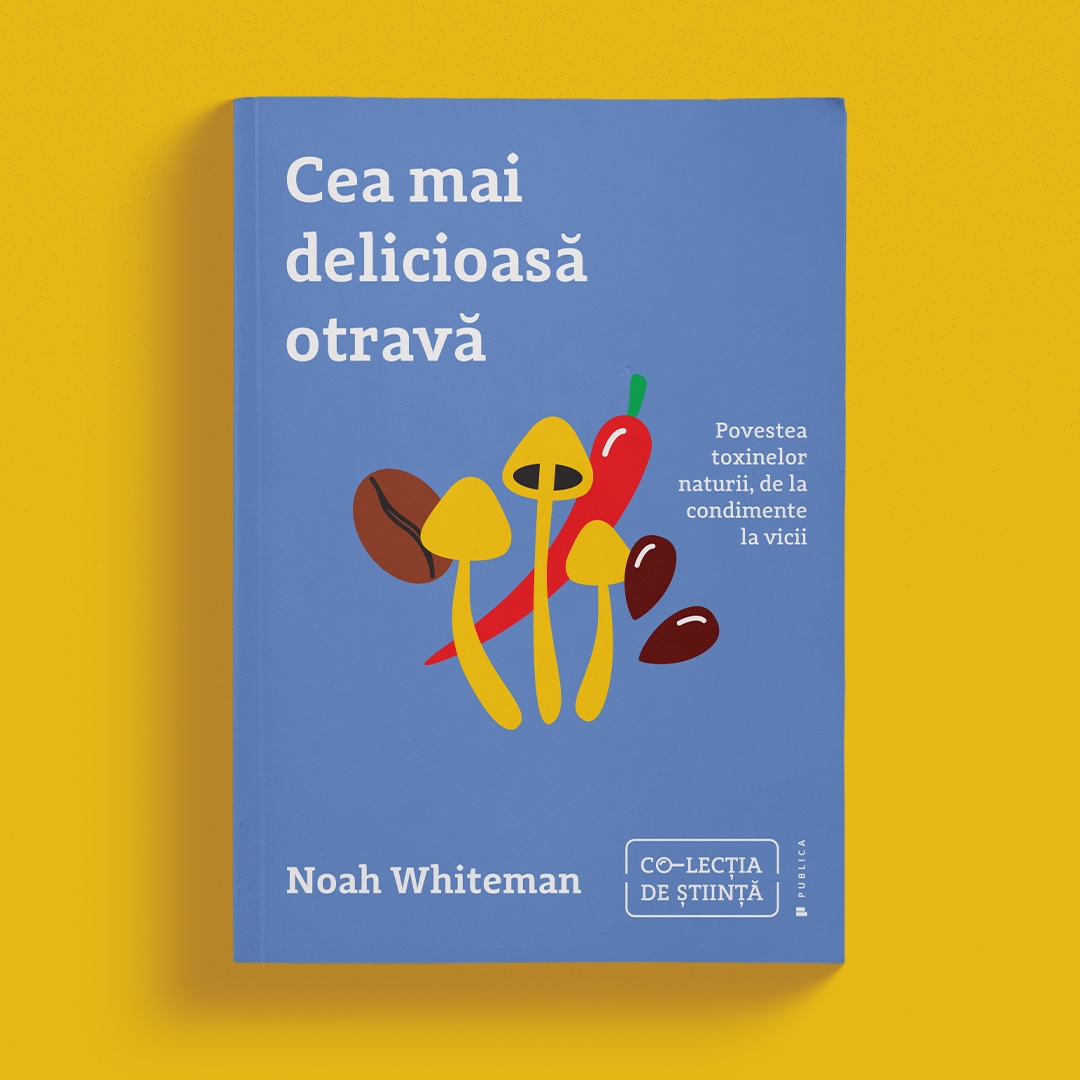 Cea mai
delicioasă
otravă
Povestea
toxinelor
naturii, de la
condimente
la vicii
Noah Whiteman
CO-LECȚIA
DE ȘTIINȚĂ
PUBLICA